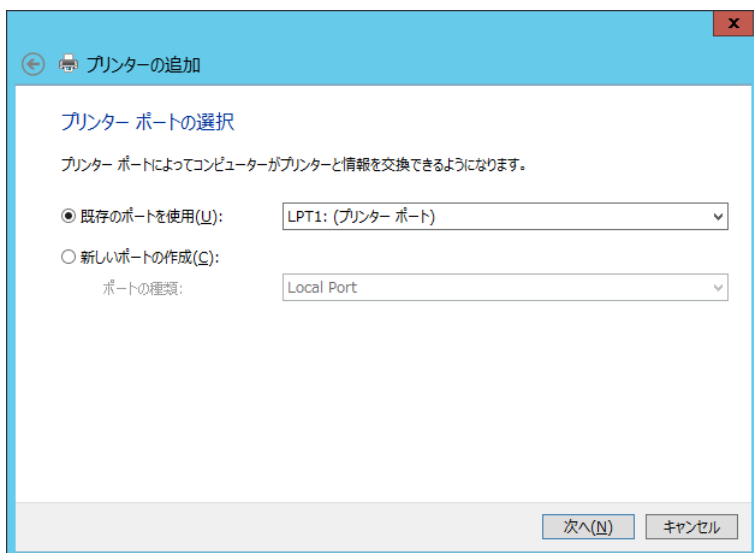 x
プリンターの追加
プリンター ポートの選択
プリンター ポートによってコンピューターがプリンターと情報を交換できるようになります。
既存のポートを使用(U): LPT1: (プリンター ポート)
新しいポートの作成(C):
ポートの種類: Local Port
次へ(N) キャンセル